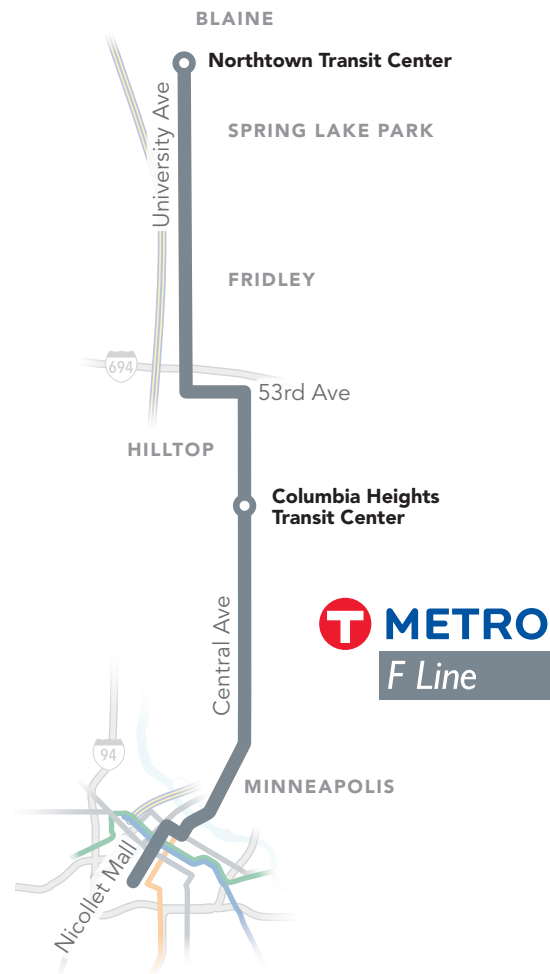 BLAINE
Northtown Transit Center
University Ave
SPRING LAKE PARK
FRIDLEY
694
53rd Ave
HILLTOP
Columbia Heights
Transit Center
Central Ave
T METRO
F Line
94
MINNEAPOLIS
Nicollet Mall